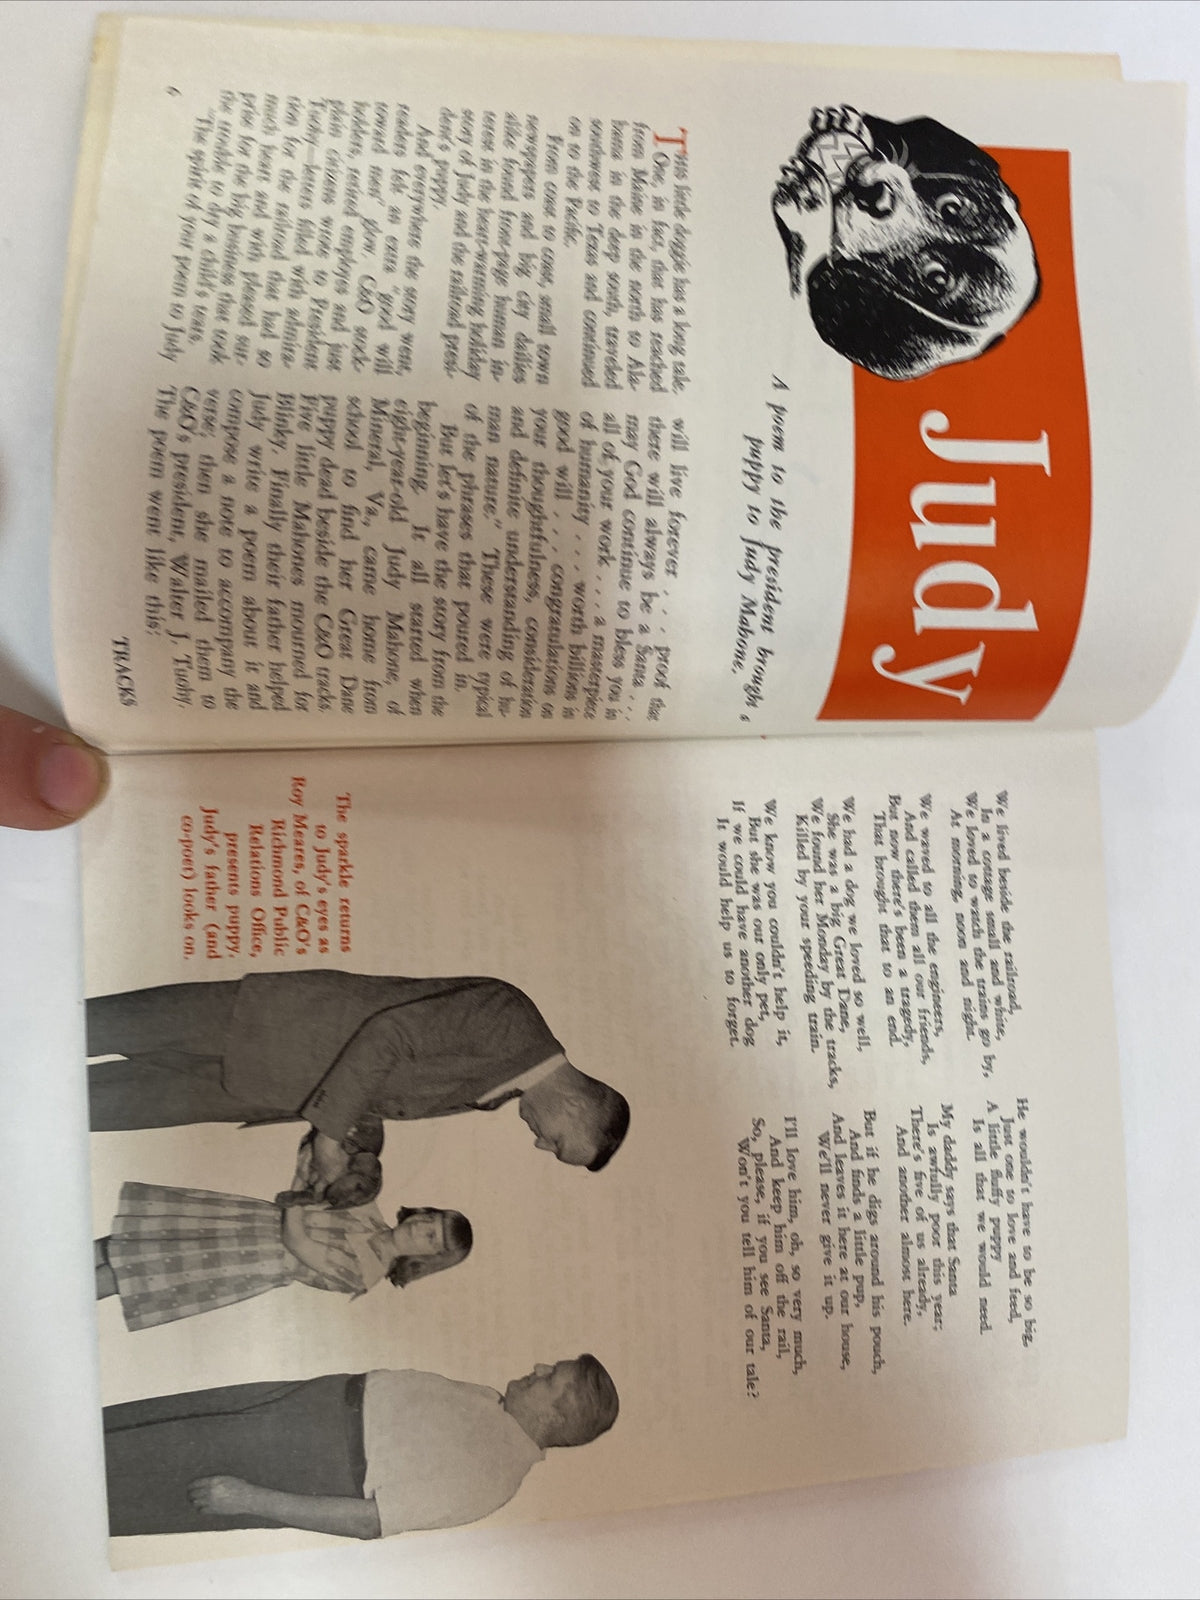 Judy
A poem to the president brought a
puppy to Judy Mahone.
This little doggie has a long tale.
One, in fact, that has reached
from Maine in the north to Ala-
bama in the deep south, traveled
southwest to Texas and continued
on to the Pacific.
From coast to coast, small town
newspapers and big city dailies
alike found front-page human in-
terest in the heart-warming holiday
story of Judy and the railroad presi-
dent's puppy.
And everywhere the story went,
readers felt an extra "good will
toward men" glow. C&O stock-
holders, retired employes and just
plain citizens wrote to President
Tuohy—letters filled with admira-
tion for the railroad that had so
much heart and with pleased sur-
prise for the big business that took
the trouble to dry a child's tears.
"The spirit of your poem to Judy
will live forever . . . proof that
there will always be a Santa . . .
may God continue to bless you in
all of your work . . . a masterpiece
of humanity . . . worth billions in
good will . . . congratulations on
your thoughtfulness, consideration
and definite understanding of hu-
man nature." These were typical
of the phrases that poured in.
But let's have the story from the
beginning. It all started when
eight-year-old Judy Mahone, of
Mineral, Va., came home from
school to find her Great Dane
puppy dead beside the C&O tracks.
Five little Mahones mourned for
Blinky. Finally their father helped
Judy write a poem about it and
compose a note to accompany the
verse; then she mailed them to
C&O's president, Walter J. Tuohy.
The poem went like this:
6
TRACKS
We lived beside the railroad,
In a cottage small and white,
We loved to watch the trains go by,
At morning, noon and night.
We waved to all the engineers,
And called them all our friends,
But now there's been a tragedy,
That brought that to an end.
We had a dog we loved so well,
She was a big Great Dane,
We found her Monday by the tracks,
Killed by your speeding train.
We know you couldn't help it,
But she was our only pet,
If we could have another dog
It would help us to forget.
He wouldn't have to be so big,
Just one to love and feed,
A little fluffy puppy
Is all that we would need.
My daddy says that Santa
Is awfully poor this year;
There's five of us already,
And another almost here.
But if he digs around his pouch,
And finds a little pup,
And leaves it here at our house,
We'll never give it up.
I'll love him, oh, so very much,
And keep him off the rail,
So, please, if you see Santa,
Won't you tell him of our tale?
The sparkle returns
to Judy's eyes as
Roy Meares, of C&O's
Richmond Public
Relations Office,
presents puppy.
Judy's father (and
co-poet) looks on.